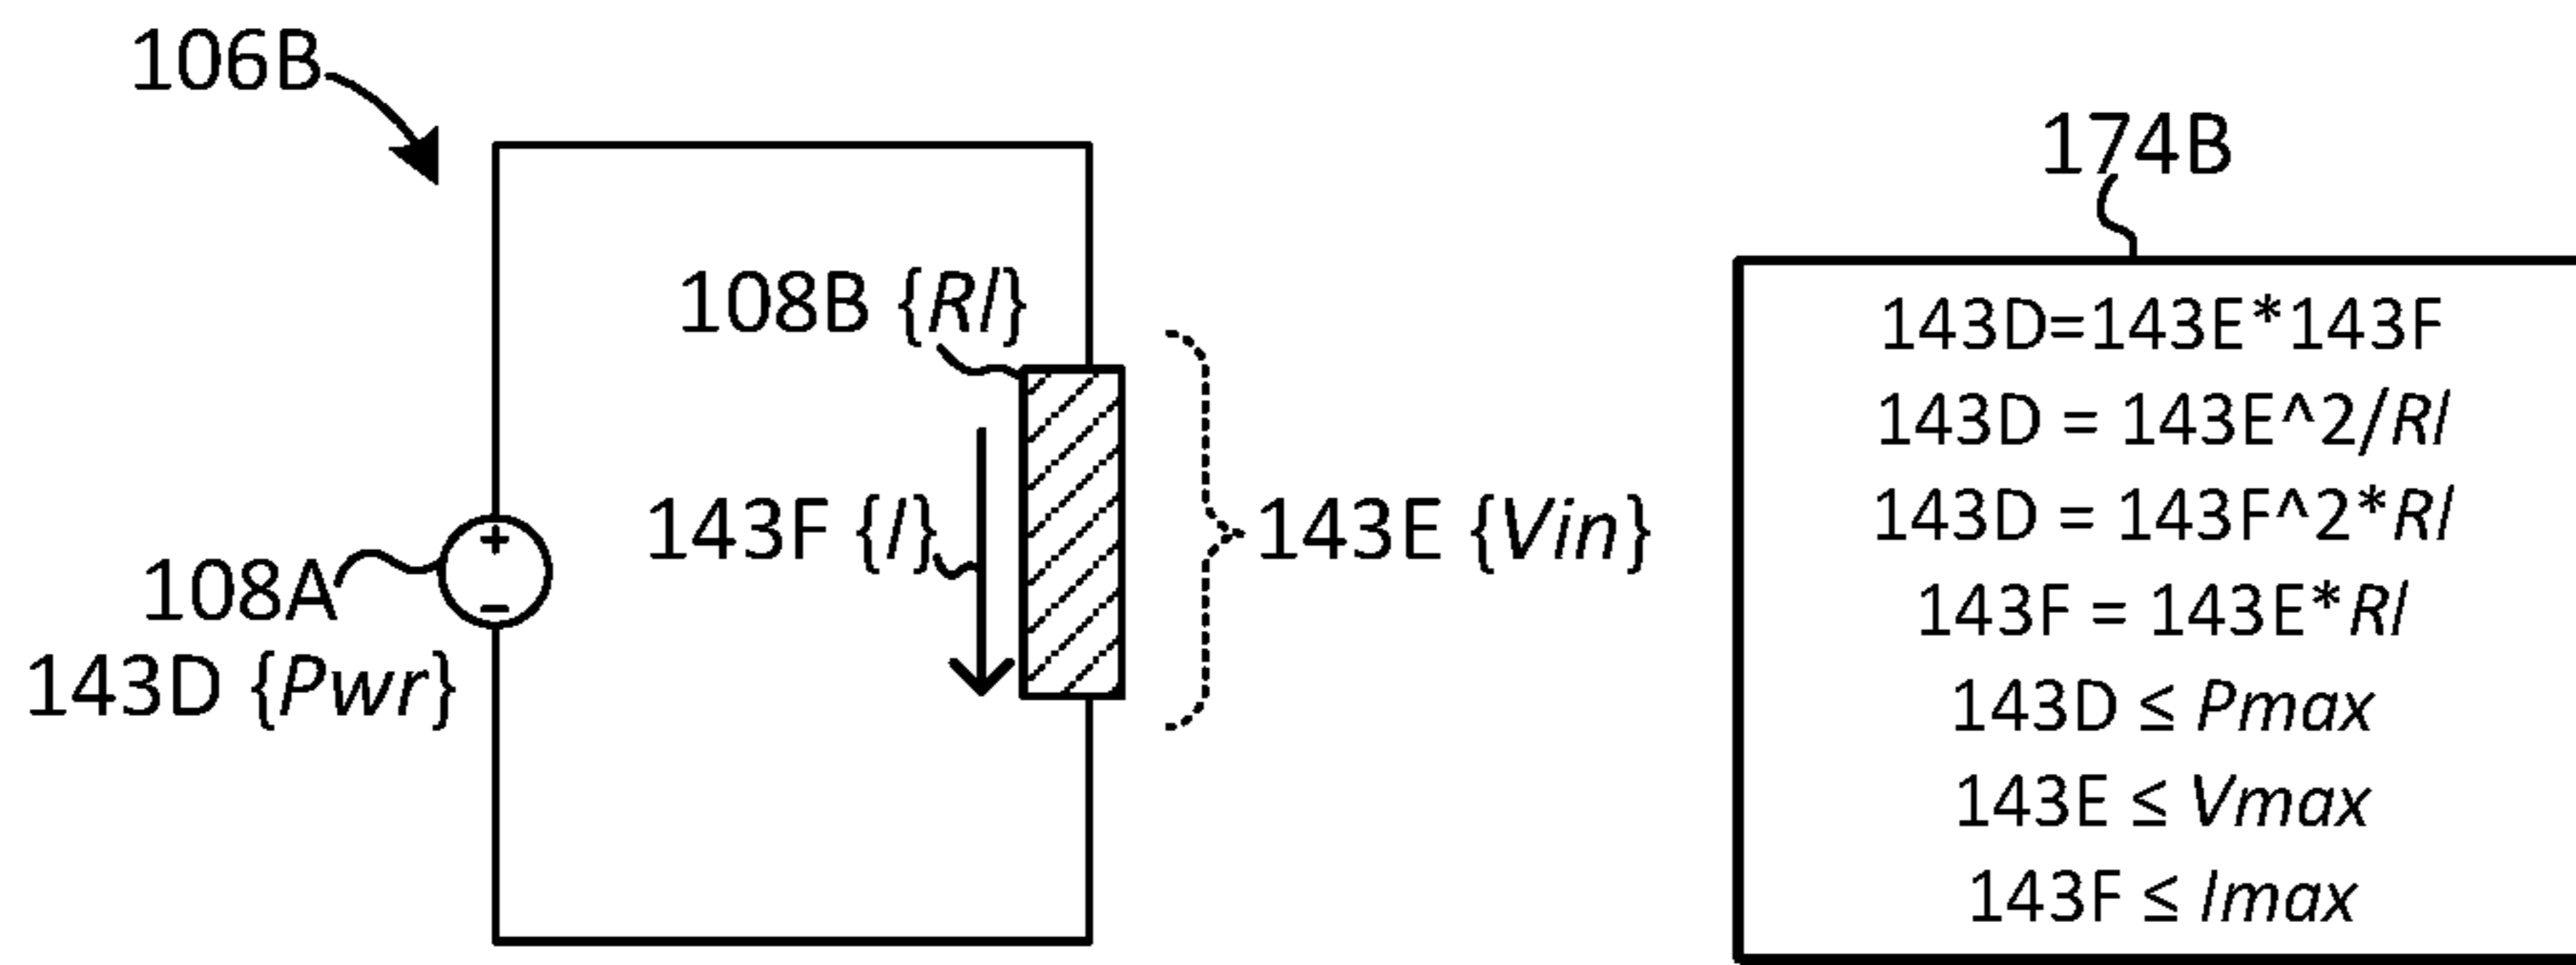 106B
174B
108B {Rl}
143F {I}
143E {Vin}
+
−
108A
143D {Pwr}
143D=143E*143F
143D = 143E^2/Rl
143D = 143F^2*Rl
143F = 143E*Rl
143D ≤ Pmax
143E ≤ Vmax
143F ≤ Imax